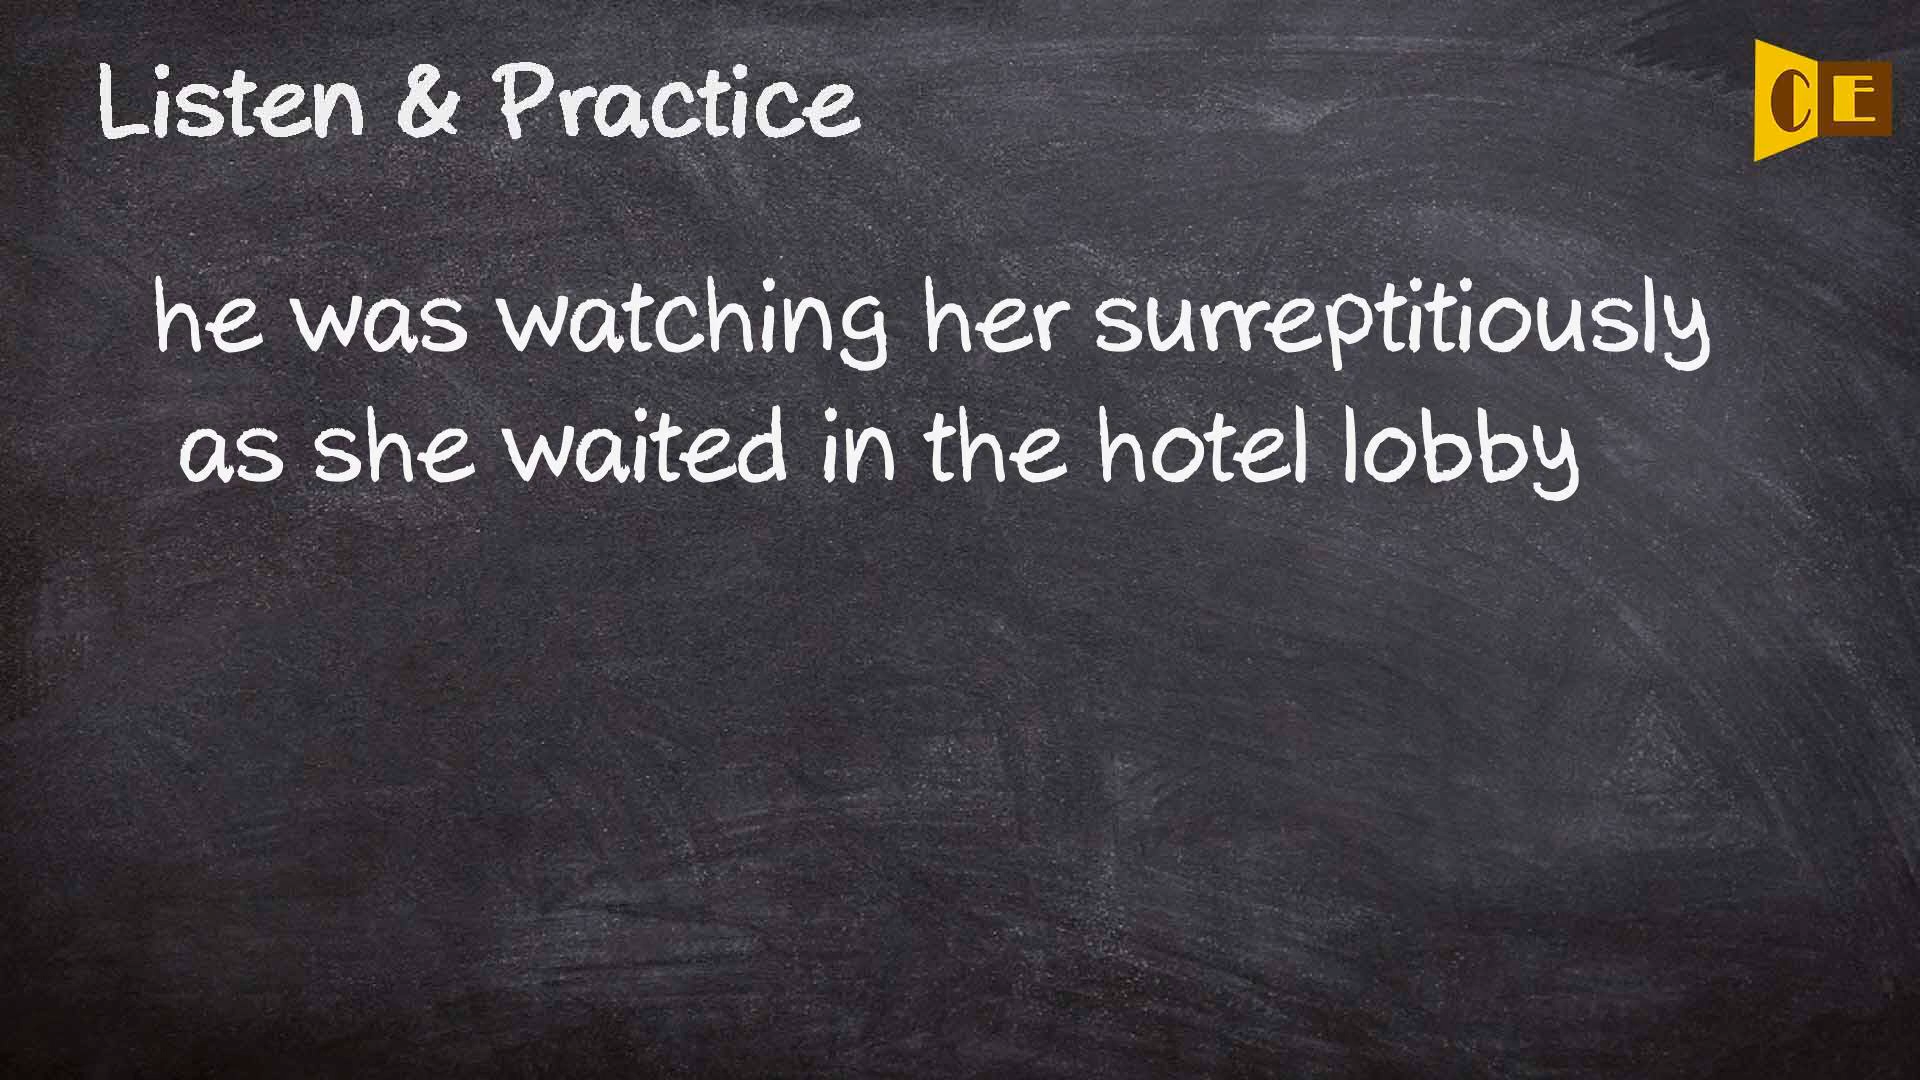 Listen & Practice
CE
he was watching her surreptitiously
as she waited in the hotel lobby